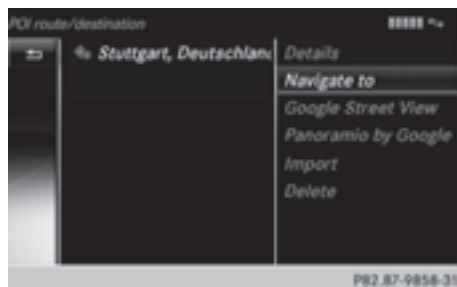 POI route/destination
Stuttgart, Deutschland
Details
Navigate to
Google Street View
Panoramio by Google
Import
Delete
P82.87-9858-31